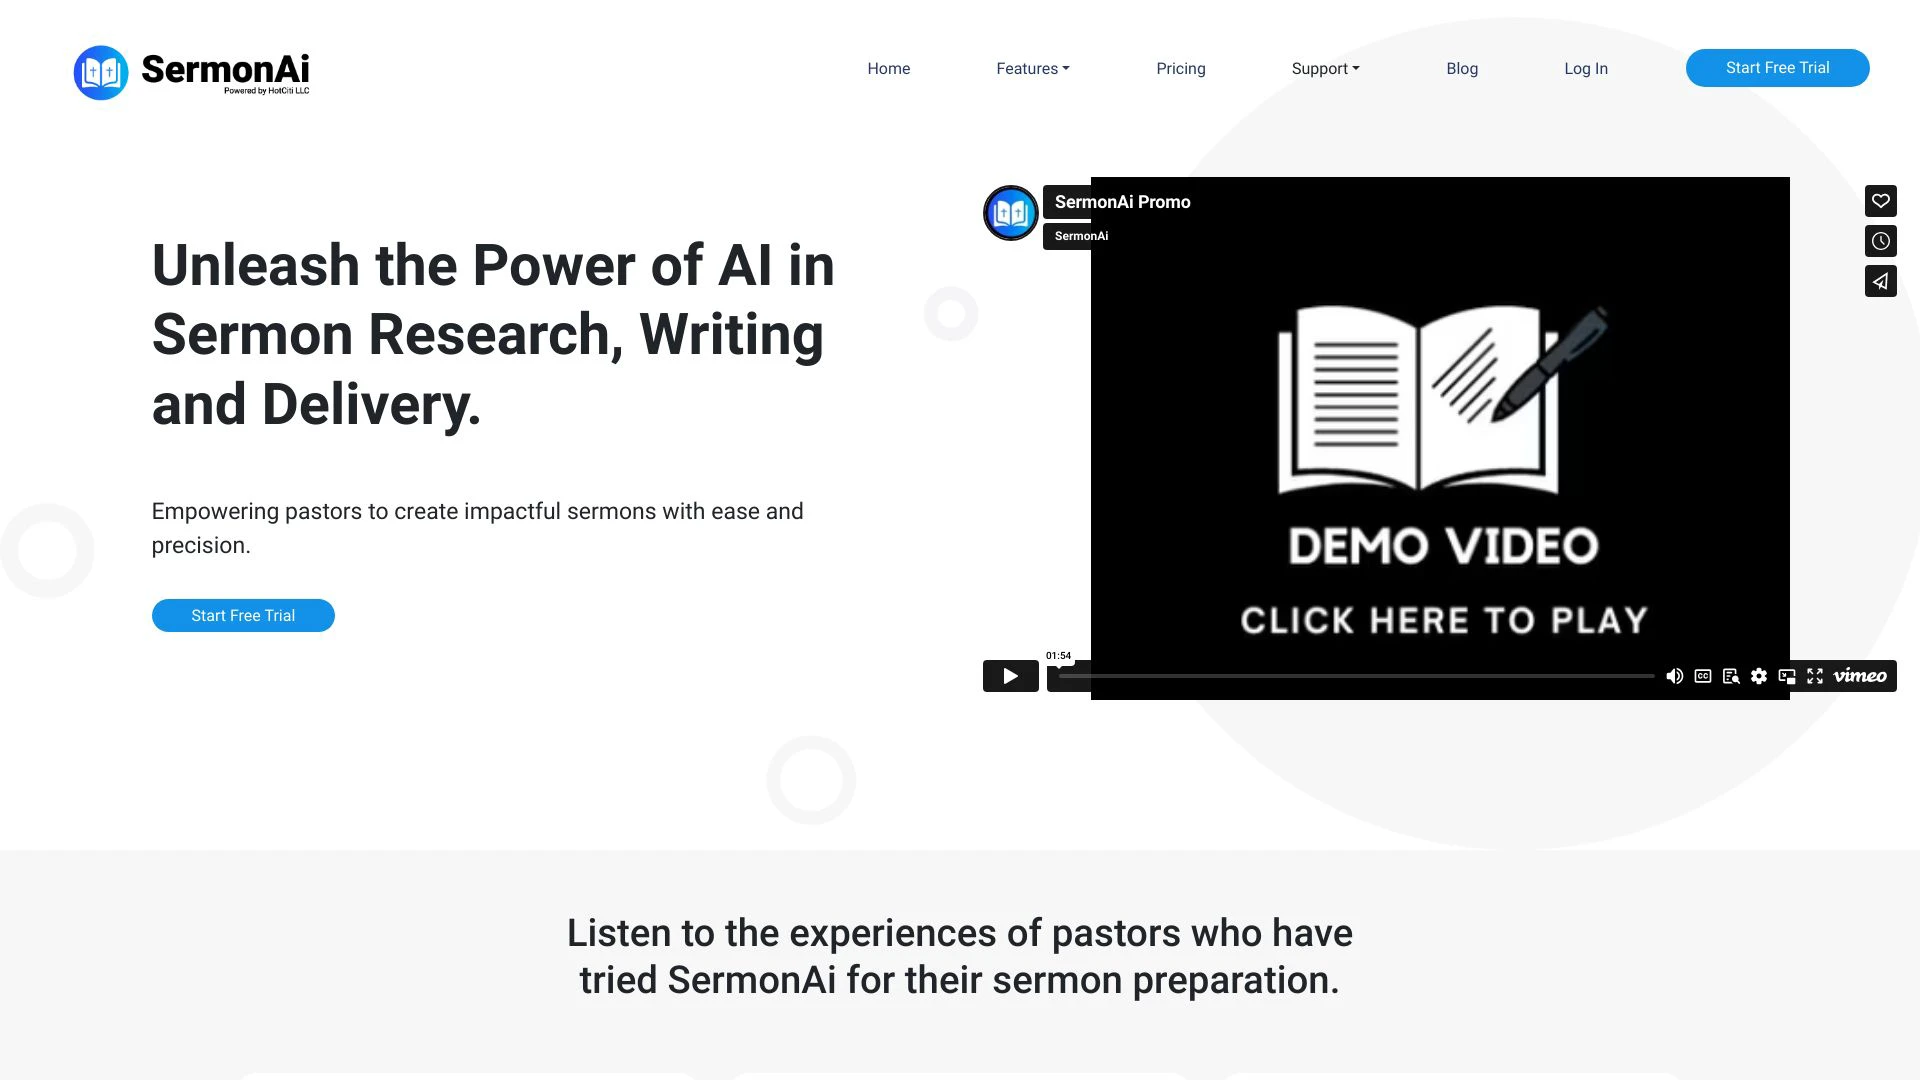 SermonAi
Powered by HotCiti LLC
Home
Features
Pricing
Support
Blog
Log In
Start Free Trial
Unleash the Power of AI in
Sermon Research, Writing
and Delivery.
Empowering pastors to create impactful sermons with ease and
precision.
Start Free Trial
SermonAi Promo
SermonAi
DEMO VIDEO
CLICK HERE TO PLAY
01:54
CC
vimeo
Listen to the experiences of pastors who have
tried SermonAi for their sermon preparation.